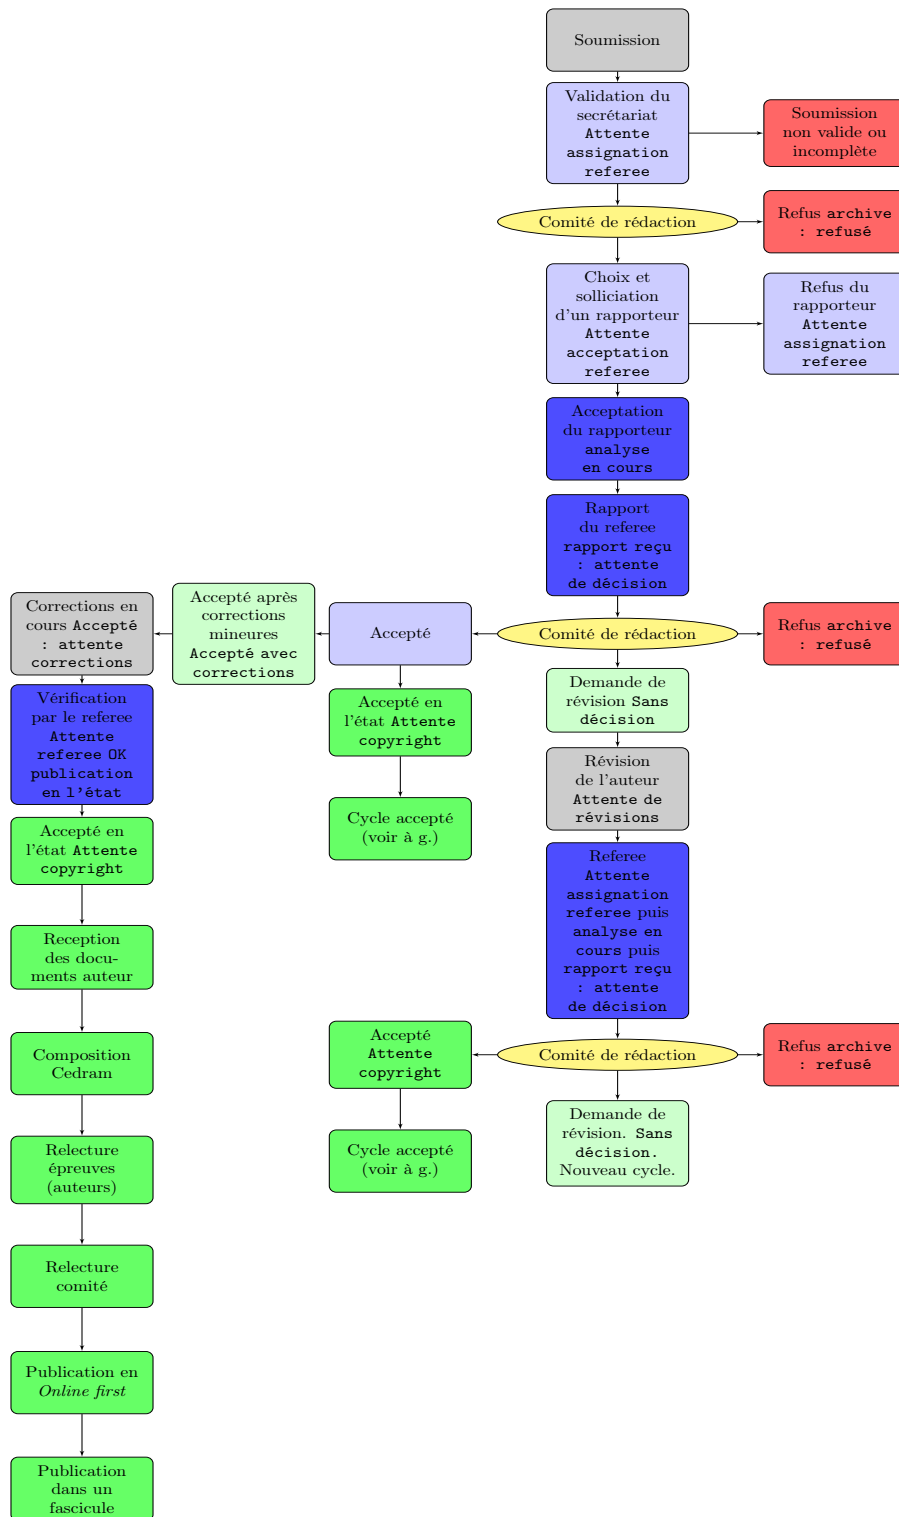 Soumission
Validation du
secrétariat
Attente
assignation
referee
Soumission
non valide ou
incomplète
Comité de rédaction
Refus archive
: refusé
Choix et
solliciation
d'un rapporteur
Attente
acceptation
referee
Refus du
rapporteur
Attente
assignation
referee
Acceptation
du rapporteur
analyse
en cours
Rapport
du referee
rapport reçu
: attente
de décision
Corrections en
cours Accepté
: attente
corrections
Accepté après
corrections
mineures
Accepté avec
corrections
Accepté
Comité de rédaction
Refus archive
: refusé
Vérification
par le referee
Attente
referee OK
publication
en l'état
Accepté en
l'état Attente
copyright
Demande de
révision Sans
décision
Révision
de l'auteur
Attente de
révisions
Cycle accepté
(voir à g.)
Accepté en
l'état Attente
copyright
Referee
Attente
assignation
referee puis
analyse en
cours puis
rapport reçu
: attente
de décision
Reception
des docu-
ments auteur
Composition
Cedram
Accepté
Attente
copyright
Comité de rédaction
Refus archive
: refusé
Relecture
épreuves
(auteurs)
Cycle accepté
(voir à g.)
Demande de
révision. Sans
décision.
Nouveau cycle.
Relecture
comité
Publication en
Online first
Publication
dans un
fascicule